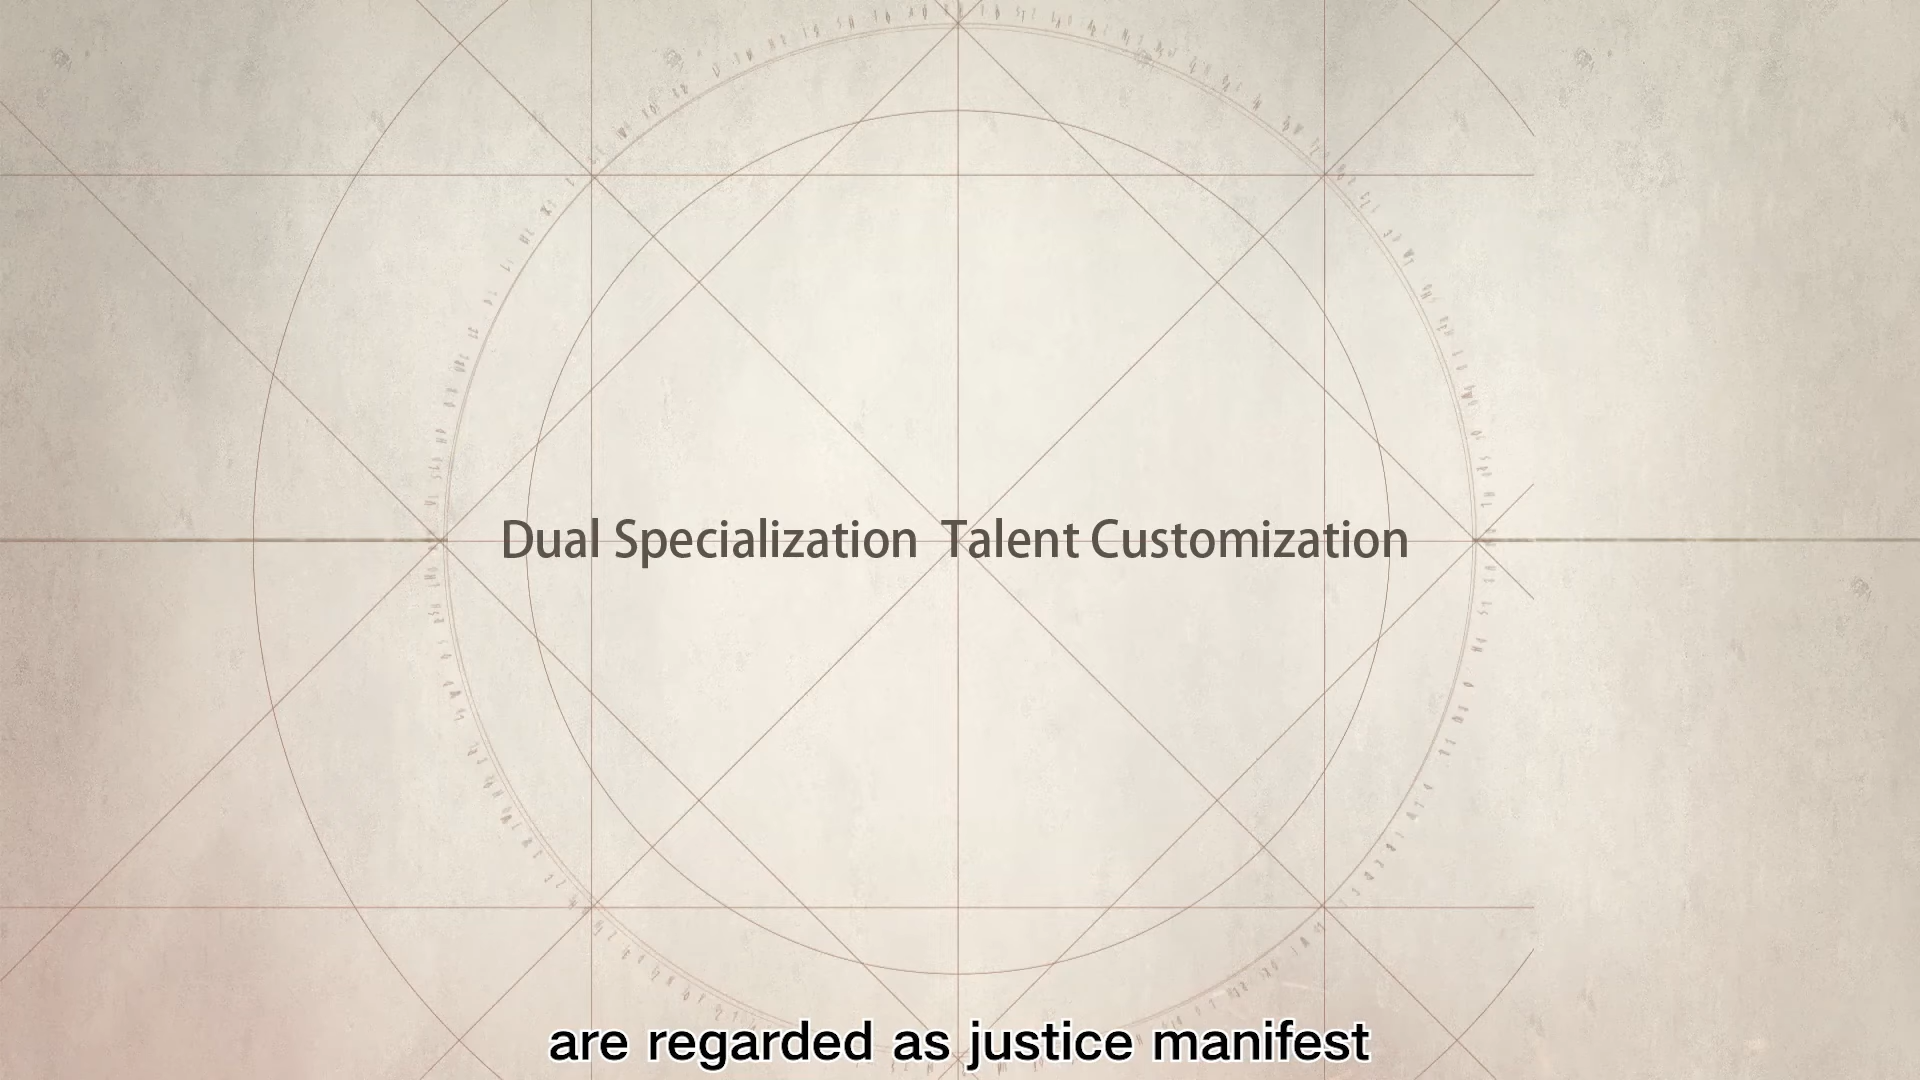 Dual Specialization Talent Customization
are regarded as justice manifest